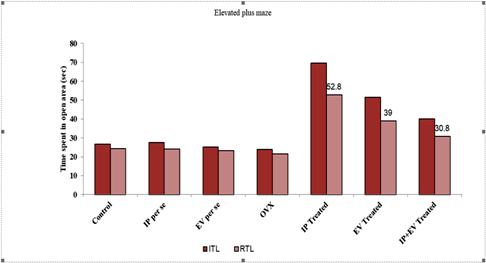 Elevated plus maze
Time spent in open area (sec)
80
70
60
50
40
30
20
10
0
52.8
39
30.8
Control
IP per se
EV per se
OVX
IP Treated
EV Treated
IP+EV Treated
ITL
RTL